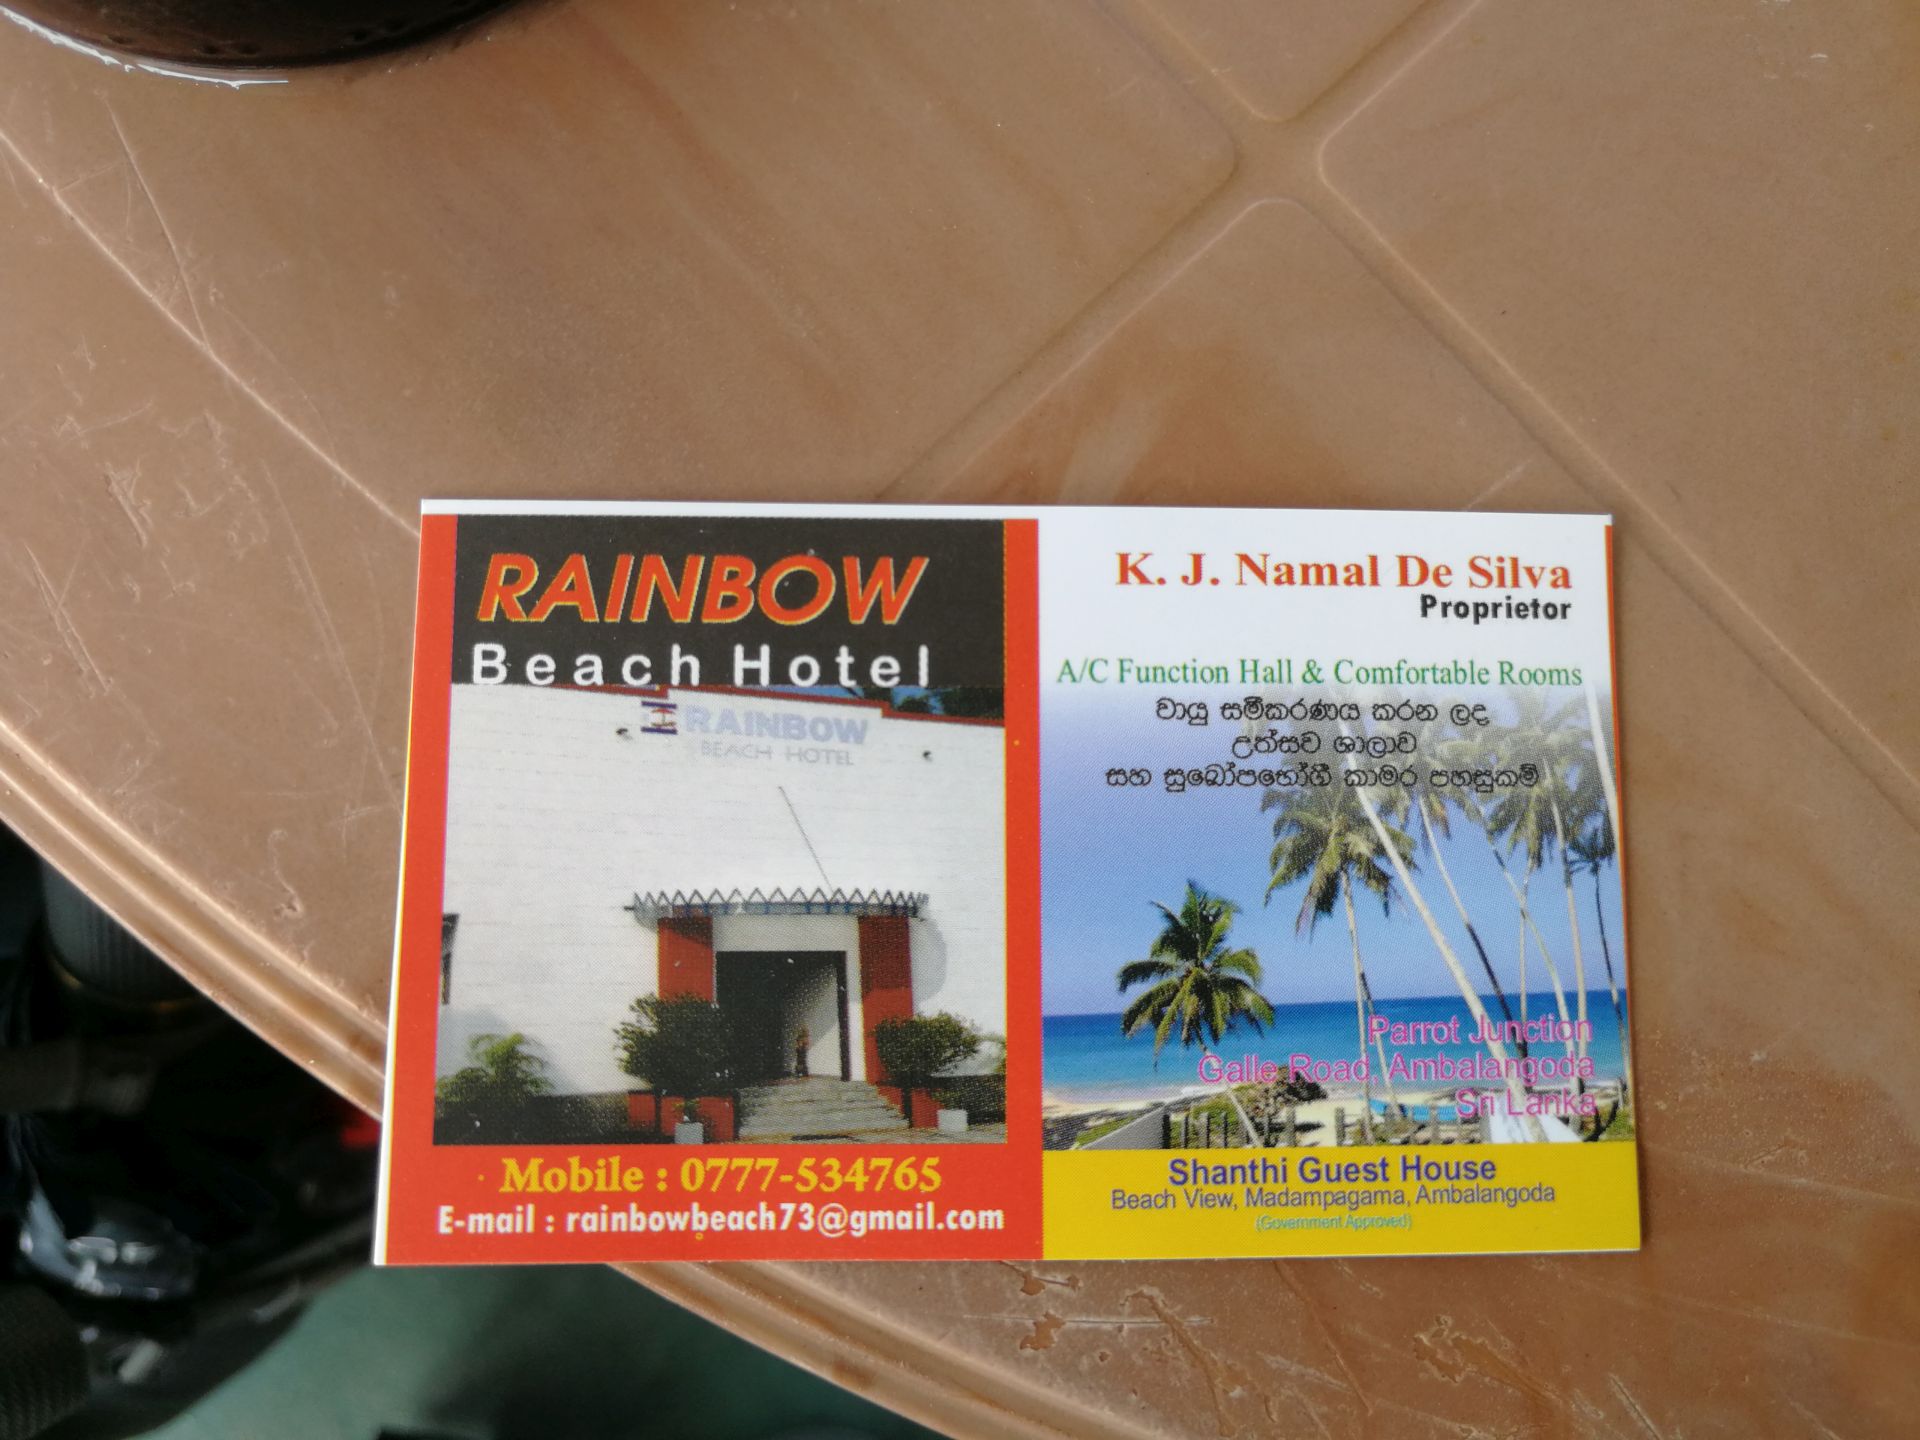 RAINBOW
Beach Hotel
RAINBOW
BEACH HOTEL
Mobile : 0777-534765
E-mail : rainbowbeach73@gmail.com
K. J. Namal De Silva
Proprietor
A/C Function Hall & Comfortable Rooms
වායු සමීකරණය කරන ලද
උත්සව ශාලාව
සහ සුඛෝපභෝගී කාමර පහසුකම්
Parrot Junction
Galle Road, Ambalangoda
Sri Lanka
Shanthi Guest House
Beach View, Madampagama, Ambalangoda
(Government Approved)